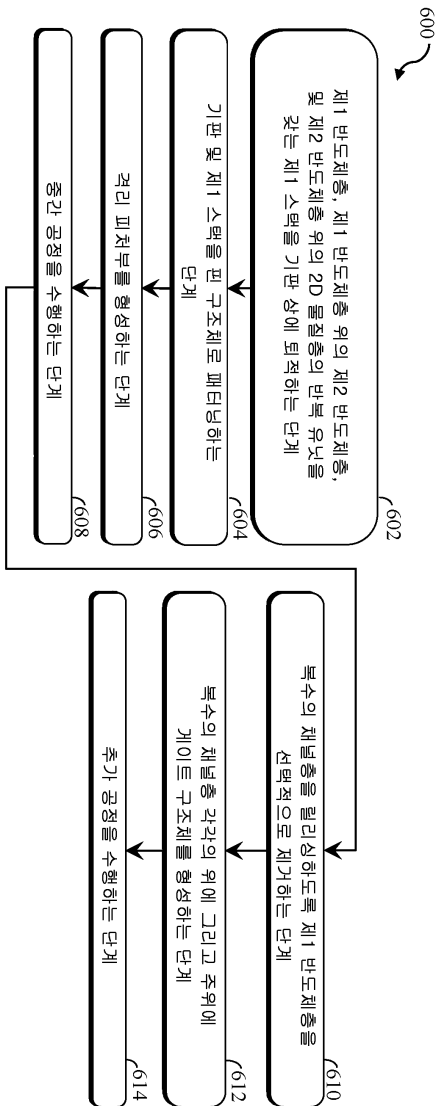 600
제1 반도체층, 제1 반도체층 위의 제2 반도체층,
및 제2 반도체층 위의 2D 물질층의 반복 유닛을
갖는 제1 스택을 기판 상에 퇴적하는 단계
602
기판 및 제1 스택을 핀 구조체로 패터닝하는
단계
604
격리 피처부를 형성하는 단계
606
중간 공정을 수행하는 단계
608
복수의 채널층을 릴리싱하도록 제1 반도체층을
선택적으로 제거하는 단계
610
복수의 채널층 각각의 위에 그리고 주위에
게이트 구조체를 형성하는 단계
612
추가 공정을 수행하는 단계
614